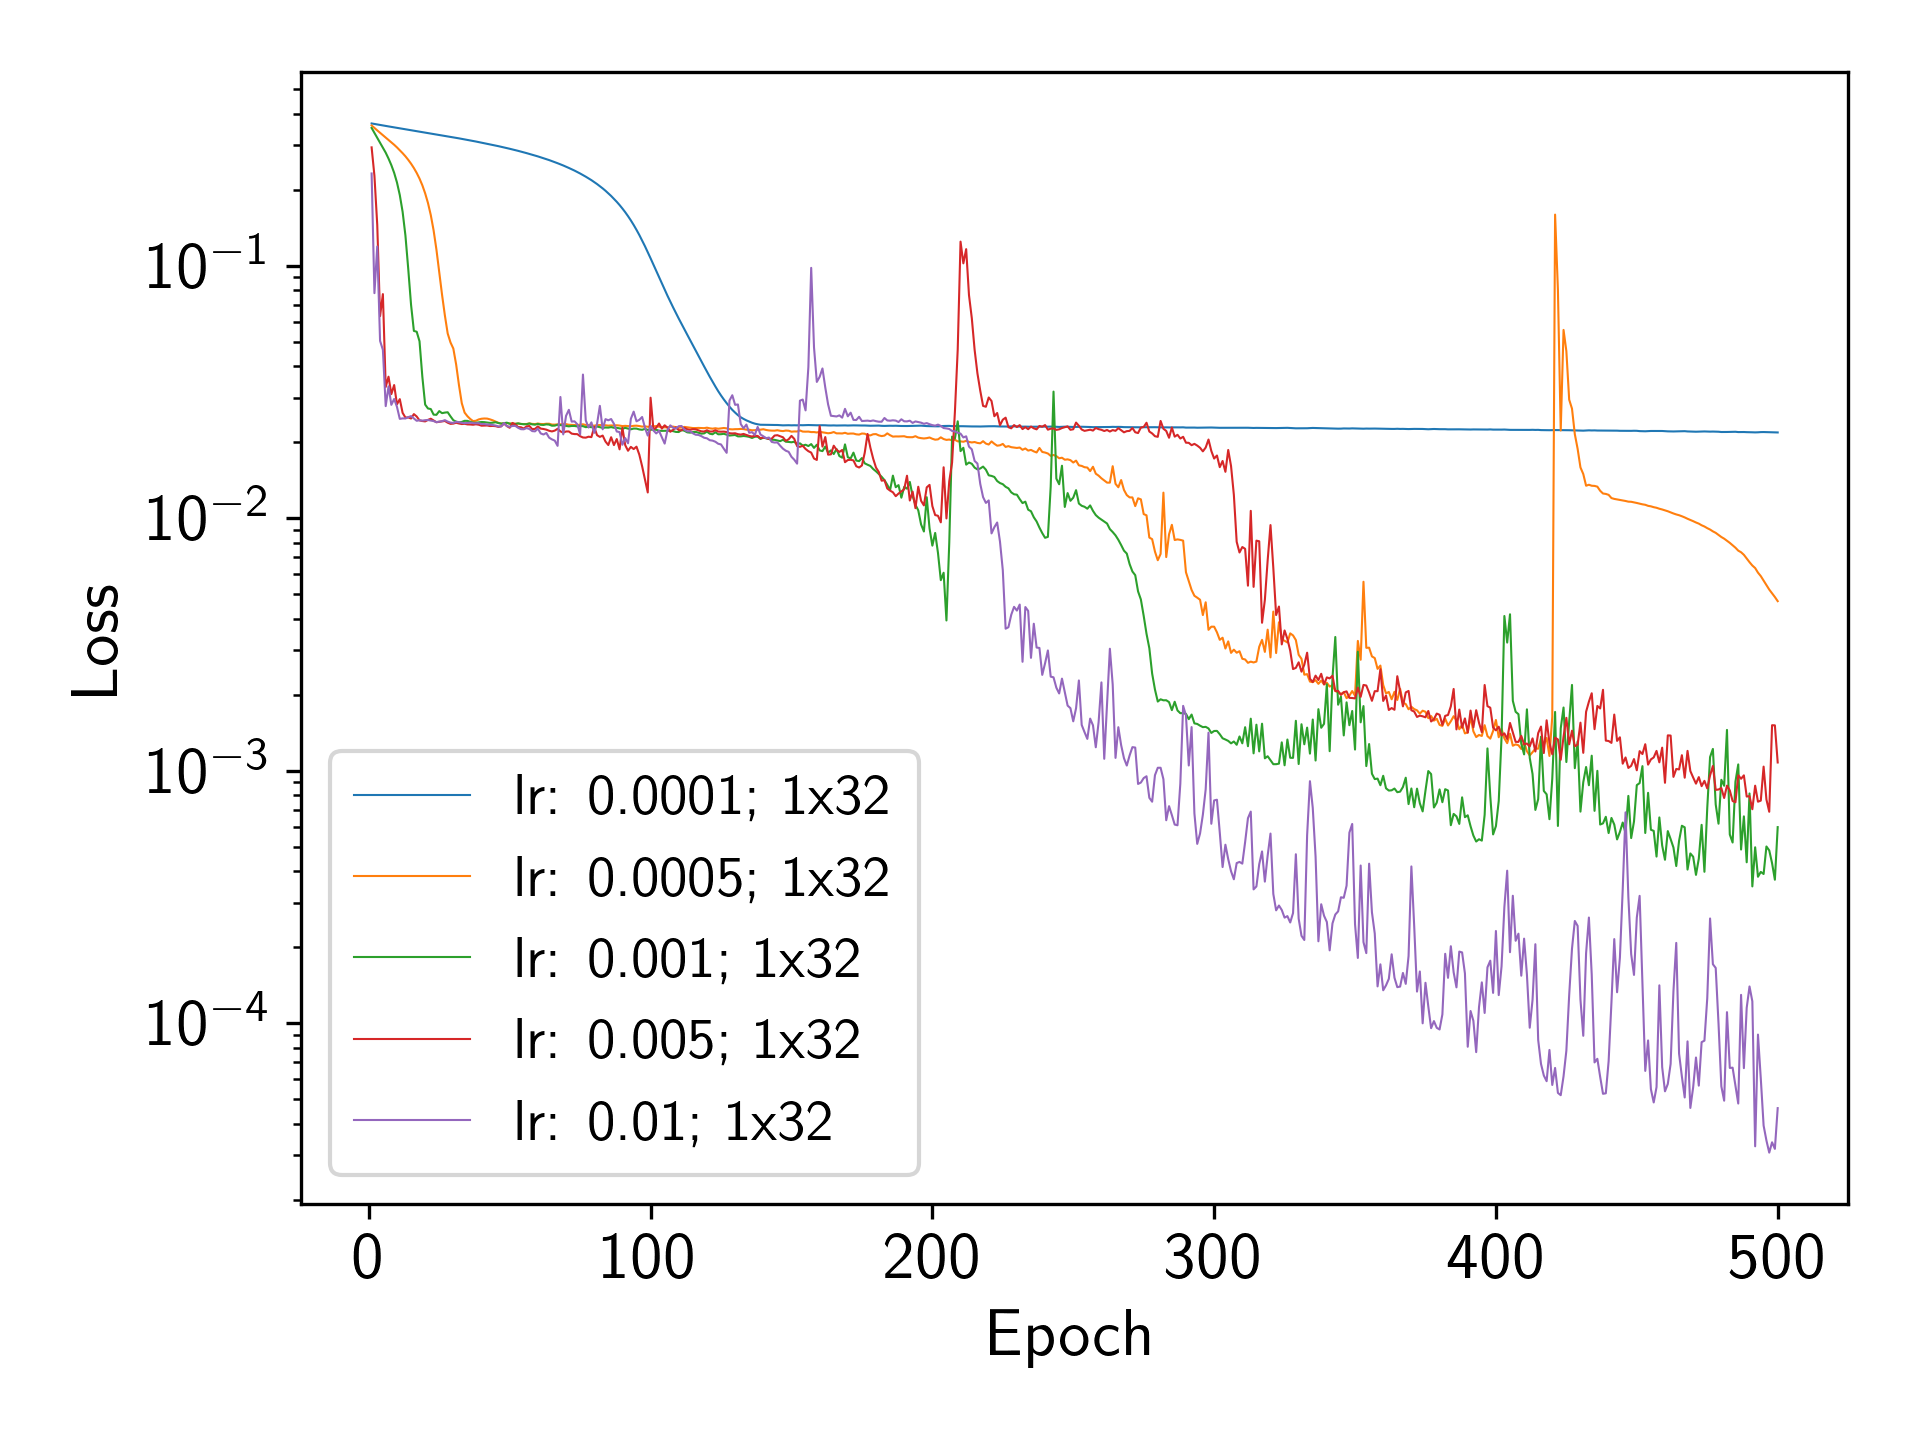 10⁻¹
10⁻²
10⁻³
10⁻⁴
Loss
lr: 0.0001; 1x32
lr: 0.0005; 1x32
lr: 0.001; 1x32
lr: 0.005; 1x32
lr: 0.01; 1x32
0 100 200 300 400 500
Epoch